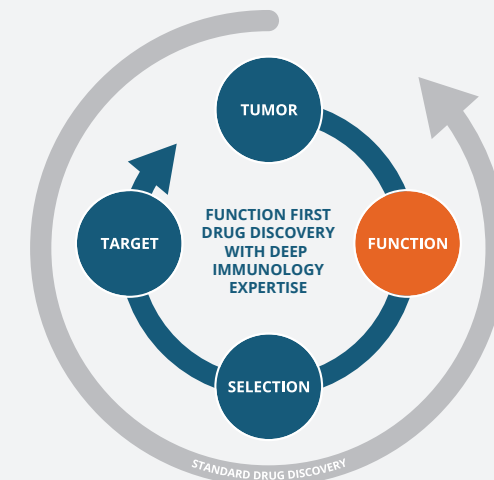 TUMOR
FUNCTION FIRST
DRUG DISCOVERY
WITH DEEP
IMMUNOLOGY
EXPERTISE
TARGET
FUNCTION
SELECTION
STANDARD DRUG DISCOVERY